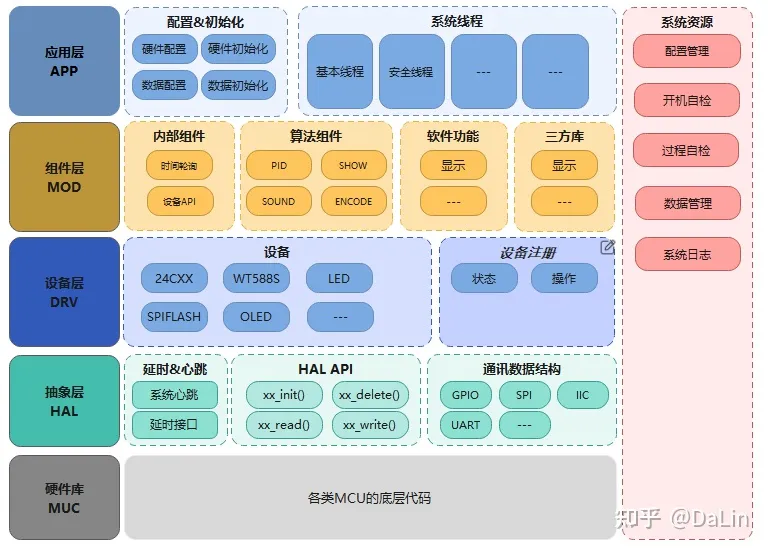 应用层
APP
配置&初始化
硬件配置
硬件初始化
数据配置
数据初始化
系统线程
基本线程
安全线程
---
---
组件层
MOD
内部组件
时间轮询
设备API
算法组件
PID
SHOW
SOUND
ENCODE
软件功能
显示
---
三方库
显示
---
设备层
DRV
设备
24CXX
WT588S
LED
SPIFLASH
OLED
---
设备注册
状态
操作
抽象层
HAL
延时&心跳
系统心跳
延时接口
HAL API
xx_init()
xx_delete()
xx_read()
xx_write()
通讯数据结构
GPIO
SPI
IIC
UART
---
硬件库
MUC
各类MCU的底层代码
系统资源
配置管理
开机自检
过程自检
数据管理
系统日志
知乎 @DaLin